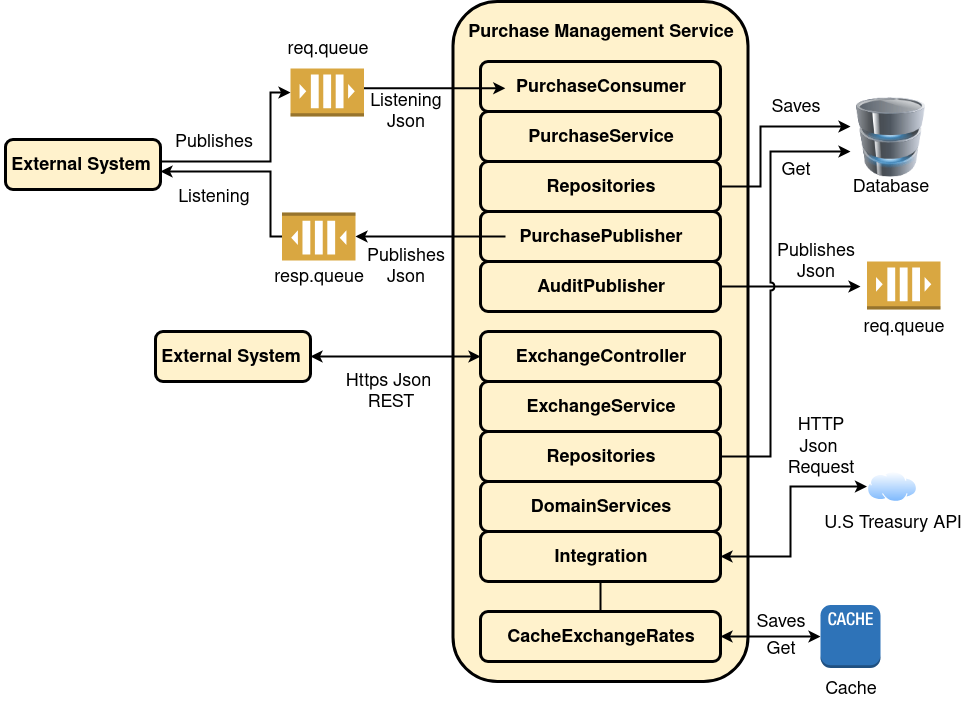 Purchase Management Service
req.queue
PurchaseConsumer
Listening
Json
Publishes
External System
Listening
PurchaseService
Repositories
Saves
Get
Database
PurchasePublisher
Publishes
Json
resp.queue
AuditPublisher
Publishes
Json
req.queue
External System
Https Json
REST
ExchangeController
ExchangeService
Repositories
HTTP
Json
Request
U.S Treasury API
DomainServices
Integration
CacheExchangeRates
Saves
Get
CACHE
Cache